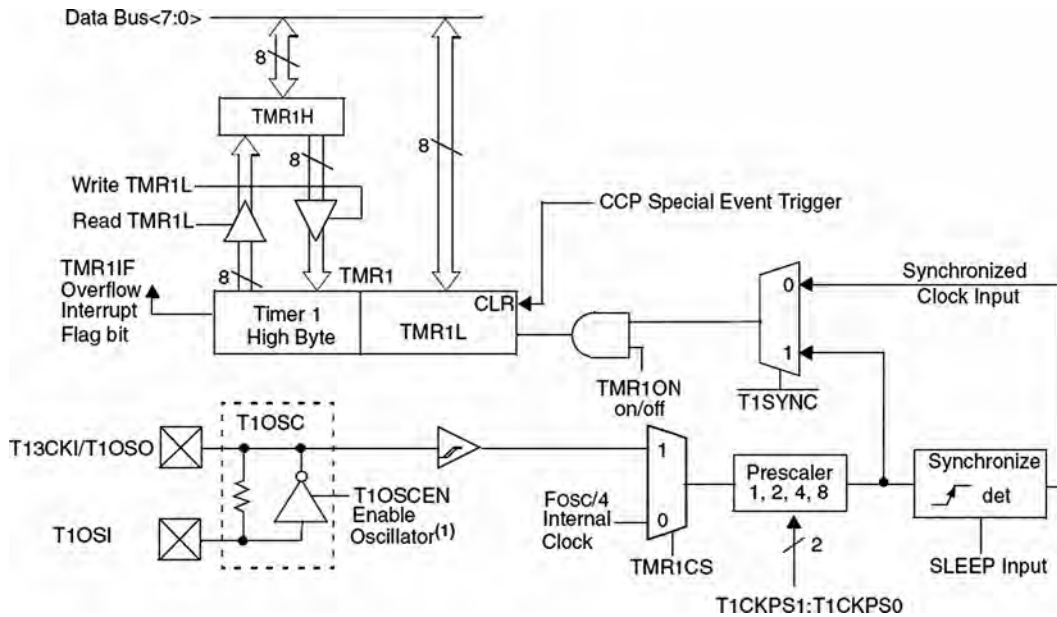 Data Bus<7:0>
8
TMR1H
8
8
Write TMR1L
Read TMR1L
CCP Special Event Trigger
8
TMR1
TMR1IF
Overflow
Interrupt
Flag bit
Timer 1
High Byte
TMR1L
CLR
0
Synchronized
Clock Input
1
TMR1ON
on/off
T1SYNC
T1OSC
T13CKI/T1OSO
1
Prescaler
1, 2, 4, 8
Synchronize
det
T1OSCEN
Enable
Oscillator(1)
FOSC/4
Internal
Clock
0
T1OSI
2
TMR1CS
SLEEP Input
T1CKPS1:T1CKPS0